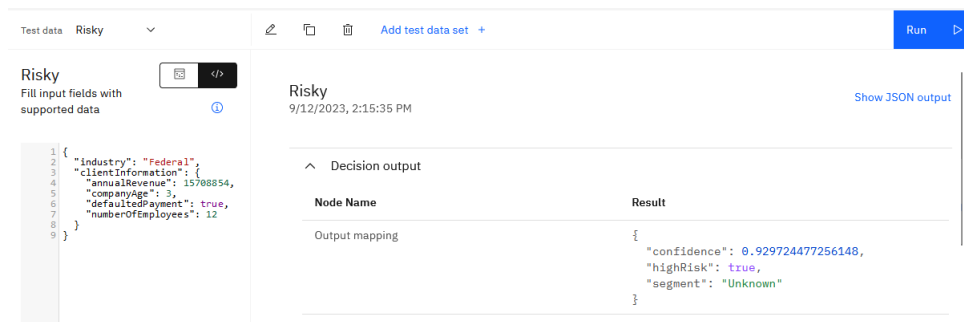 Test data Risky
Add test data set +
Run
Risky
</>
Fill input fields with
supported data
1 {
2 "industry": "Federal",
3 "clientInformation": {
4 "annualRevenue": 15708854,
5 "companyAge": 3,
6 "defaultedPayment": true,
7 "numberOfEmployees": 12
8 }
9 }
Risky
9/12/2023, 2:15:35 PM
Show JSON output
Decision output
Node Name Result
Output mapping {
"confidence": 0.929724477256148,
"highRisk": true,
"segment": "Unknown"
}